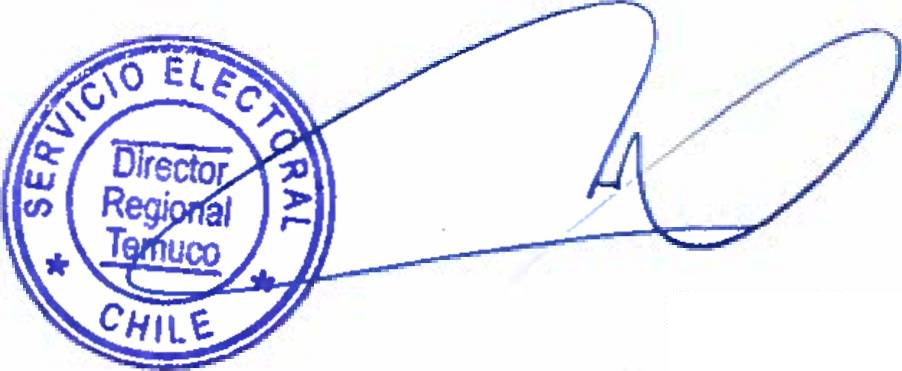 SERVICIO ELECTORAL
Director
Regional
Temuco
* CHILE *